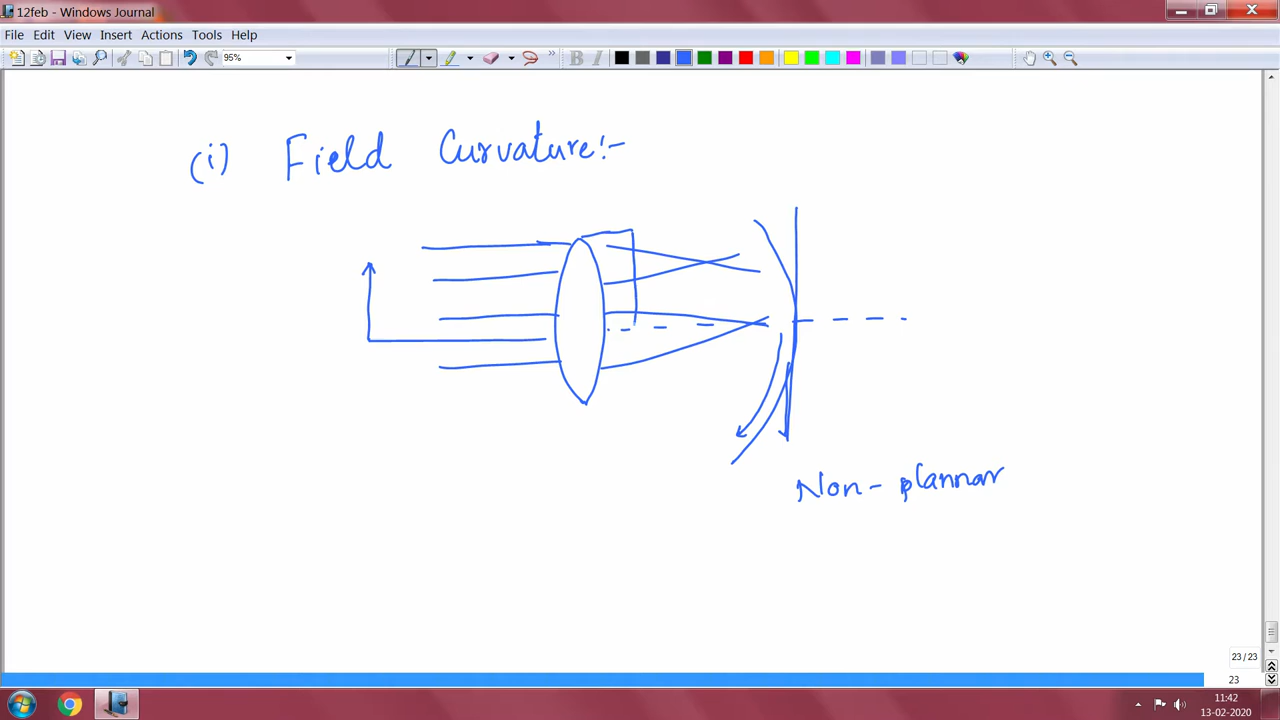 12feb - Windows Journal
File Edit View Insert Actions Tools Help
95%
B I
(i) Field Curvature:-
Non- plannar
23 / 23
23
11:42
13-02-2020